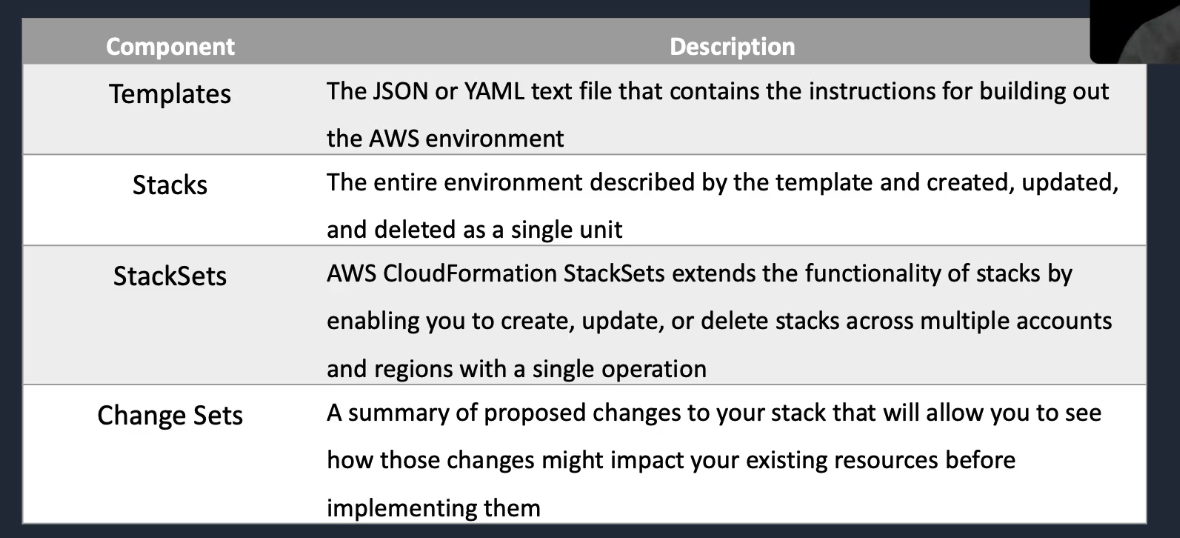 Component Description
Templates The JSON or YAML text file that contains the instructions for building out
the AWS environment
Stacks The entire environment described by the template and created, updated,
and deleted as a single unit
StackSets AWS CloudFormation StackSets extends the functionality of stacks by
enabling you to create, update, or delete stacks across multiple accounts
and regions with a single operation
Change Sets A summary of proposed changes to your stack that will allow you to see
how those changes might impact your existing resources before
implementing them